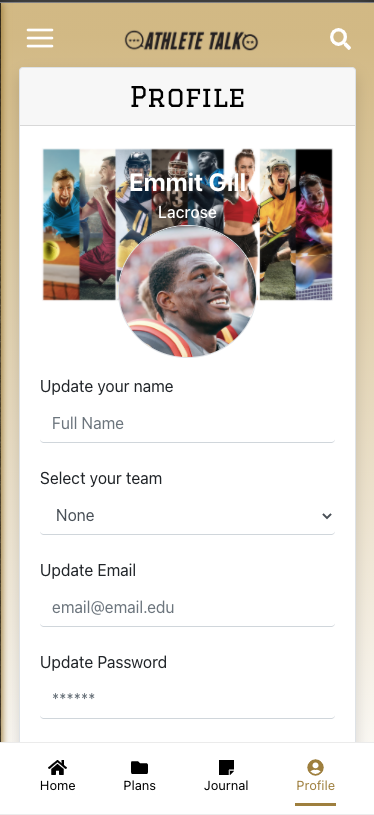 ATHLETE TALK
Profile
Emmit Gill
Lacrose
Update your name
Full Name
Select your team
None
Update Email
email@email.edu
Update Password
******
Home
Plans
Journal
Profile